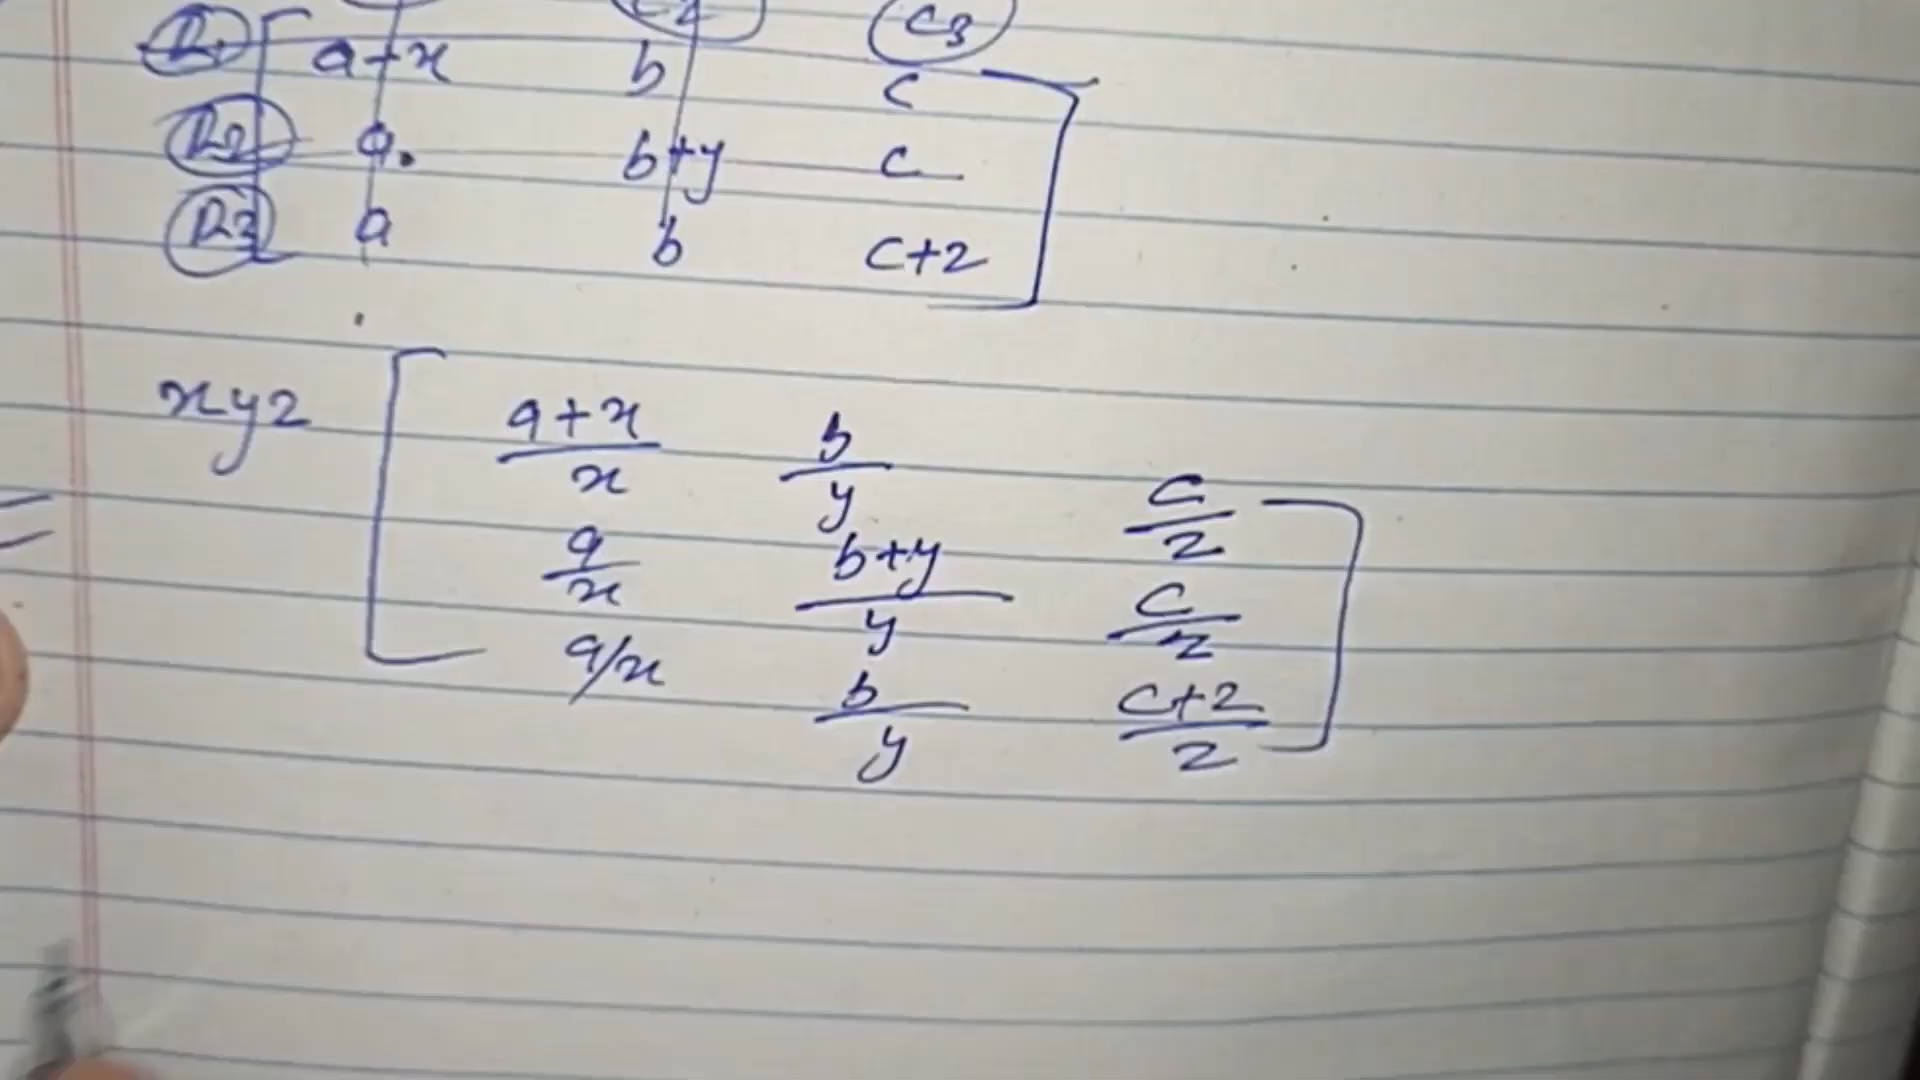 C2 C3
R1 a+x b c
R2 a b+y c
R3 a b c+z
xyz
= a+x/x b/y c/z
a/x b+y/y c/z
a/x b/y c+z/z